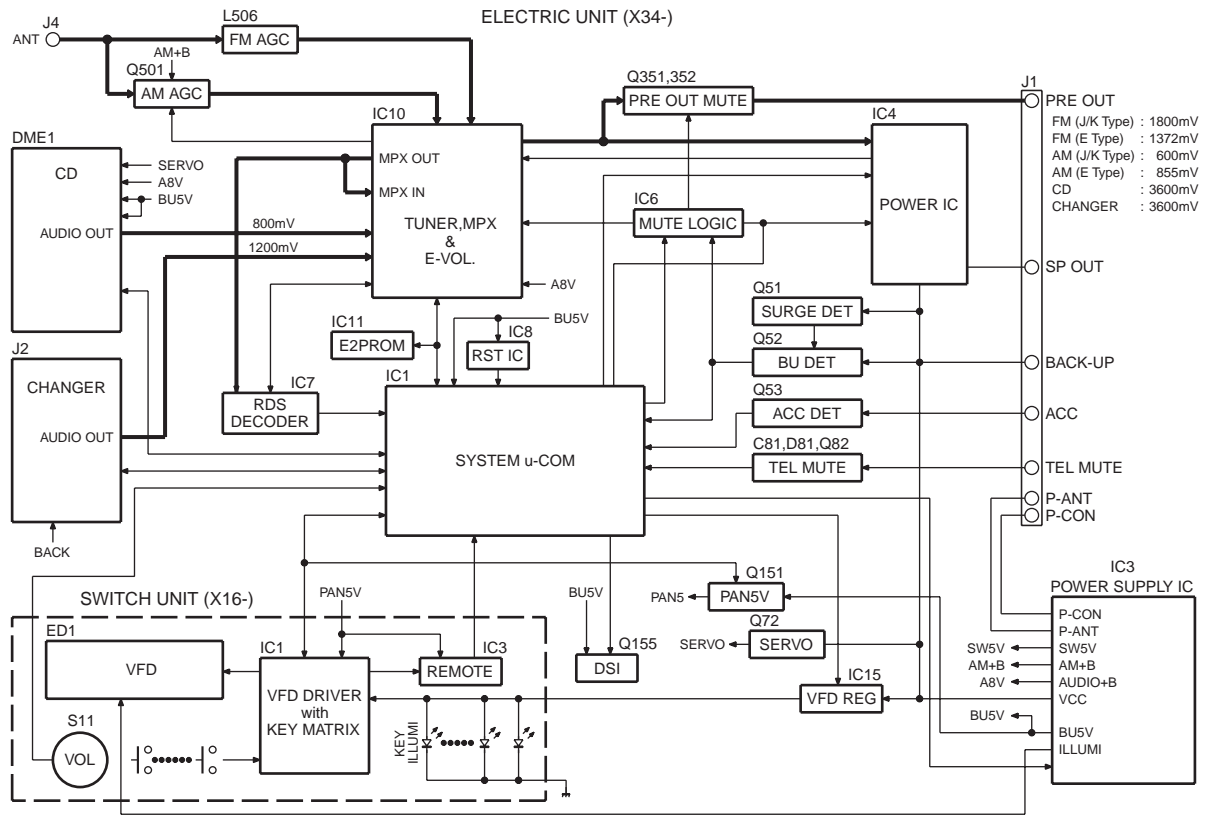 ELECTRIC UNIT (X34-)
J4
ANT
L506
FM AGC
AM+B
Q501
AM AGC
DME1
CD
SERVO
A8V
BU5V
AUDIO OUT
800mV
1200mV
J2
CHANGER
AUDIO OUT
BACK
IC10
MPX OUT
MPX IN
TUNER,MPX
&
E-VOL.
A8V
Q351,352
PRE OUT MUTE
IC4
POWER IC
IC6
MUTE LOGIC
J1
PRE OUT
FM (J/K Type) : 1800mV
FM (E Type) : 1372mV
AM (J/K Type) : 600mV
AM (E Type) : 855mV
CD : 3600mV
CHANGER : 3600mV
SP OUT
BACK-UP
ACC
TEL MUTE
P-ANT
P-CON
Q51
SURGE DET
Q52
BU DET
Q53
ACC DET
C81,D81,Q82
TEL MUTE
IC11
E2PROM
BU5V
IC8
RST IC
IC7
RDS
DECODER
IC1
SYSTEM u-COM
IC3
POWER SUPPLY IC
P-CON
P-ANT
SW5V
SW5V
AM+B
AM+B
A8V
AUDIO+B
VCC
BU5V
BU5V
ILLUMI
Q151
PAN5
PAN5V
Q72
SERVO
SERVO
IC15
VFD REG
BU5V
Q155
DSI
SWITCH UNIT (X16-)
PAN5V
ED1
VFD
IC1
VFD DRIVER
with
KEY MATRIX
IC3
REMOTE
S11
VOL
KEY
ILLUMI